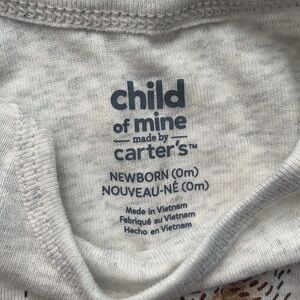 child
of mine
made by
carter's™
NEWBORN (0m)
NOUVEAU-NÉ (0m)
Made in Vietnam
Fabriqué au Vietnam
Hecho en Vietnam